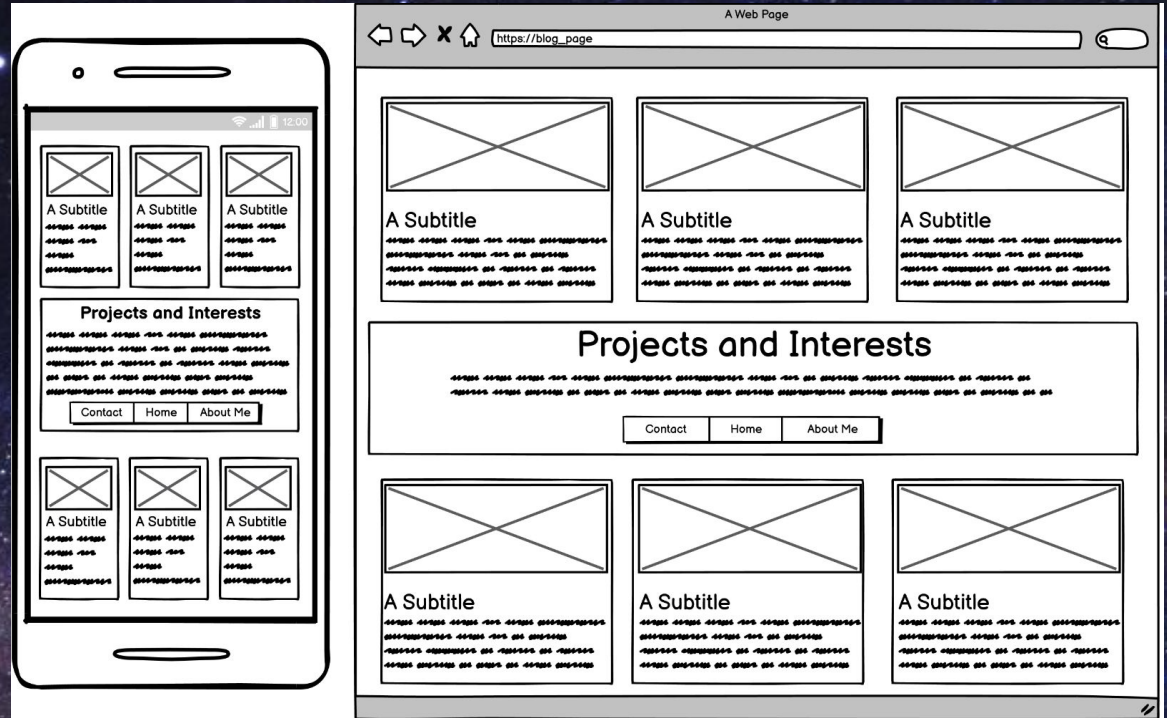 12:00
A Subtitle
A Subtitle
A Subtitle
Projects and Interests
Contact
Home
About Me
A Subtitle
A Subtitle
A Subtitle
A Web Page
https://blog_page
A Subtitle
A Subtitle
A Subtitle
Projects and Interests
Contact
Home
About Me
A Subtitle
A Subtitle
A Subtitle